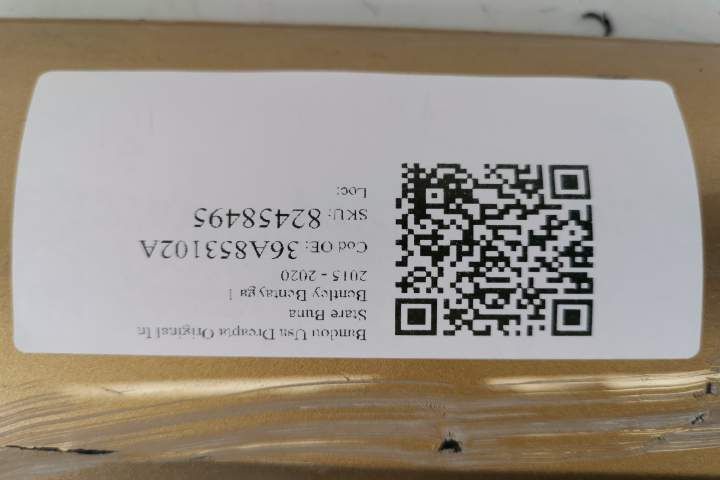 Bandou Usa Dreapta Original In
Stare Buna
Bentley Bentayga 1
2015 - 2020
Cod OE: 36A853102A
SKU: 82458495
Loc: